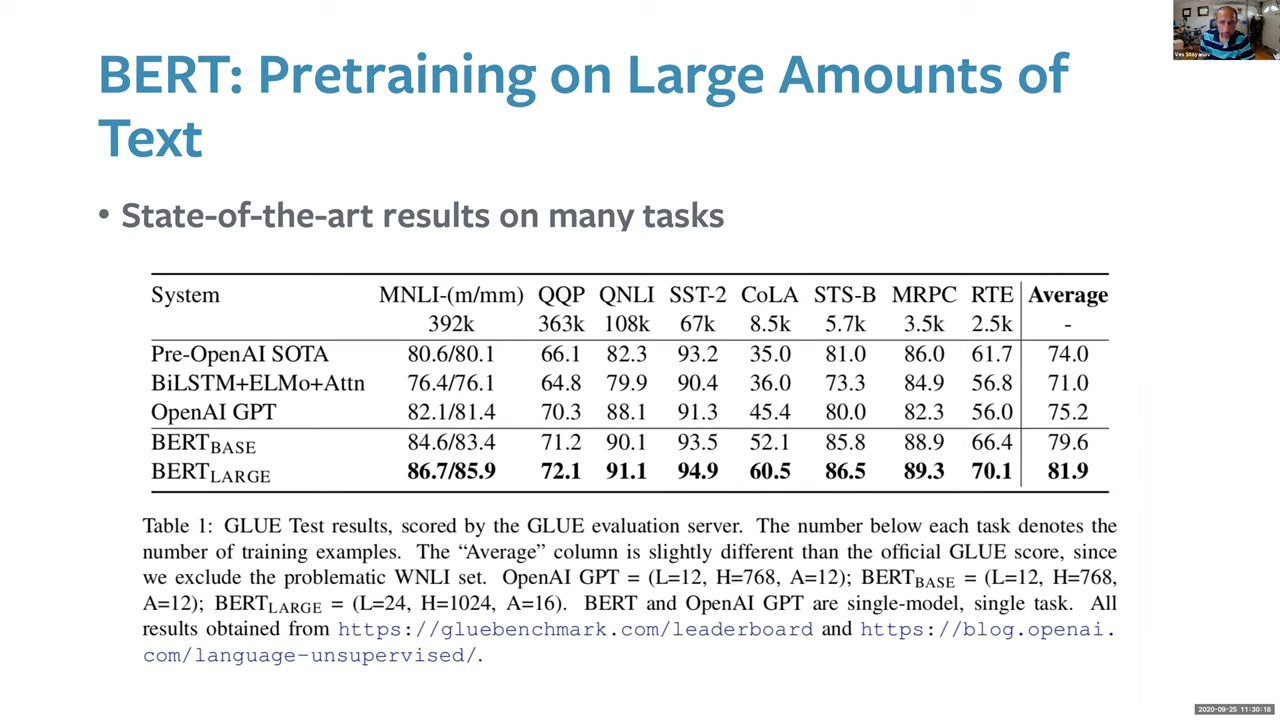 BERT: Pretraining on Large Amounts of
Text
• State-of-the-art results on many tasks
System MNLI-(m/mm) QQP QNLI SST-2 CoLA STS-B MRPC RTE Average
392k 363k 108k 67k 8.5k 5.7k 3.5k 2.5k -
Pre-OpenAI SOTA 80.6/80.1 66.1 82.3 93.2 35.0 81.0 86.0 61.7 74.0
BiLSTM+ELMo+Attn 76.4/76.1 64.8 79.9 90.4 36.0 73.3 84.9 56.8 71.0
OpenAI GPT 82.1/81.4 70.3 88.1 91.3 45.4 80.0 82.3 56.0 75.2
BERTBASE 84.6/83.4 71.2 90.1 93.5 52.1 85.8 88.9 66.4 79.6
BERTLARGE 86.7/85.9 72.1 91.1 94.9 60.5 86.5 89.3 70.1 81.9
Table 1: GLUE Test results, scored by the GLUE evaluation server. The number below each task denotes the
number of training examples. The “Average” column is slightly different than the official GLUE score, since
we exclude the problematic WNLI set. OpenAI GPT = (L=12, H=768, A=12); BERTBASE = (L=12, H=768,
A=12); BERTLARGE = (L=24, H=1024, A=16). BERT and OpenAI GPT are single-model, single task. All
results obtained from https://gluebenchmark.com/leaderboard and https://blog.openai.
com/language-unsupervised/.
Ves Stoyanov
2020-09-25 11:30:18